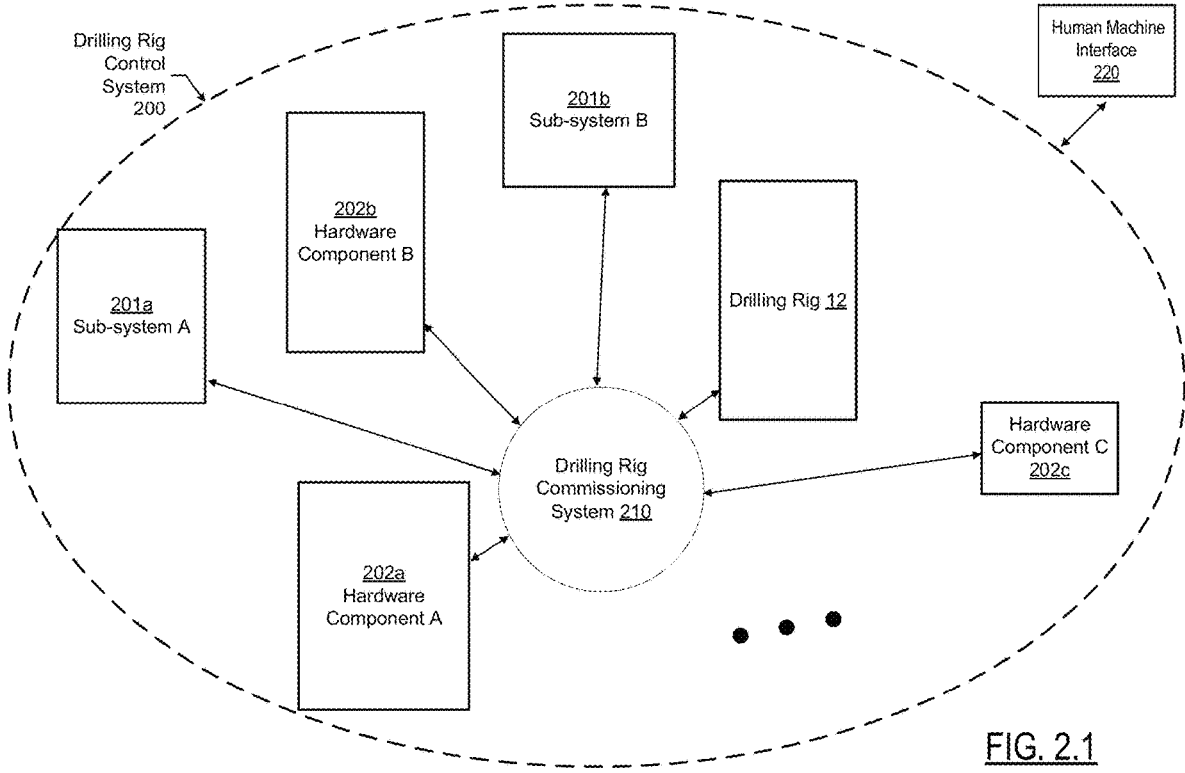 Drilling Rig
Control
System
200
Human Machine
Interface
220
201b
Sub-system B
202b
Hardware
Component B
201a
Sub-system A
Drilling Rig 12
Hardware
Component C
202c
Drilling Rig
Commissioning
System 210
202a
Hardware
Component A
FIG. 2.1